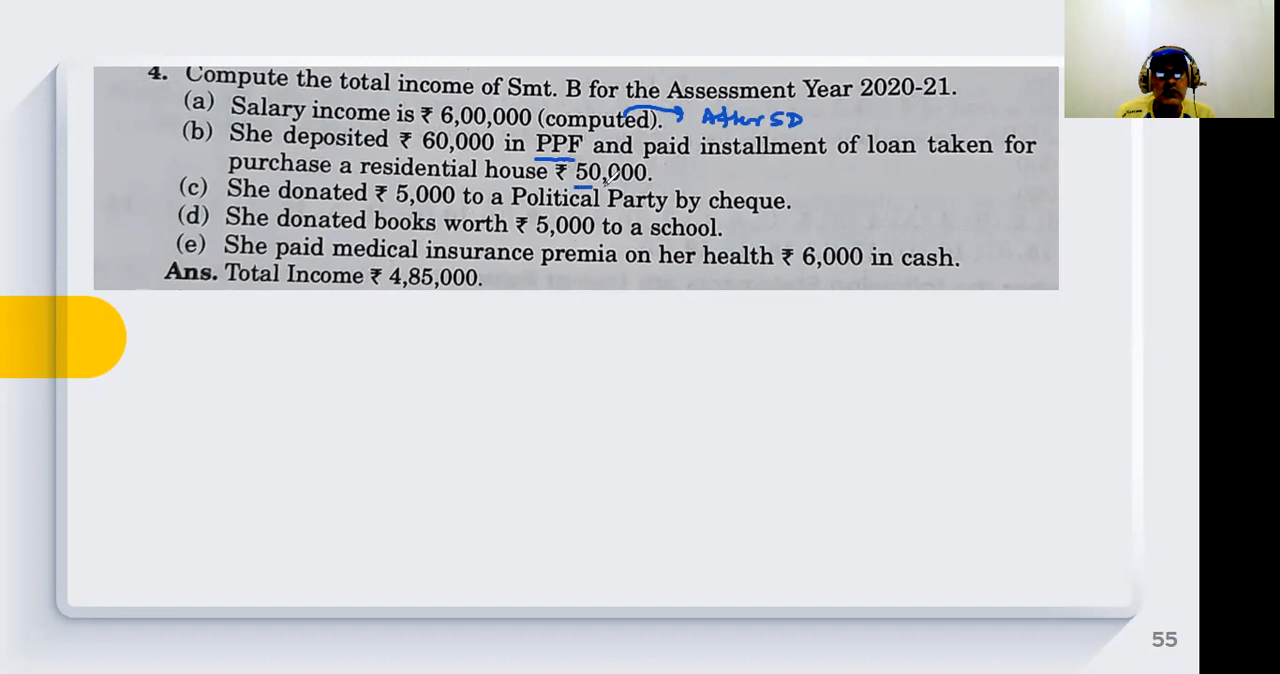 4. Compute the total income of Smt. B for the Assessment Year 2020-21.
(a) Salary income is ₹ 6,00,000 (computed). After SD
(b) She deposited ₹ 60,000 in PPF and paid installment of loan taken for
purchase a residential house ₹ 50,000.
(c) She donated ₹ 5,000 to a Political Party by cheque.
(d) She donated books worth ₹ 5,000 to a school.
(e) She paid medical insurance premia on her health ₹ 6,000 in cash.
Ans. Total Income ₹ 4,85,000.
55